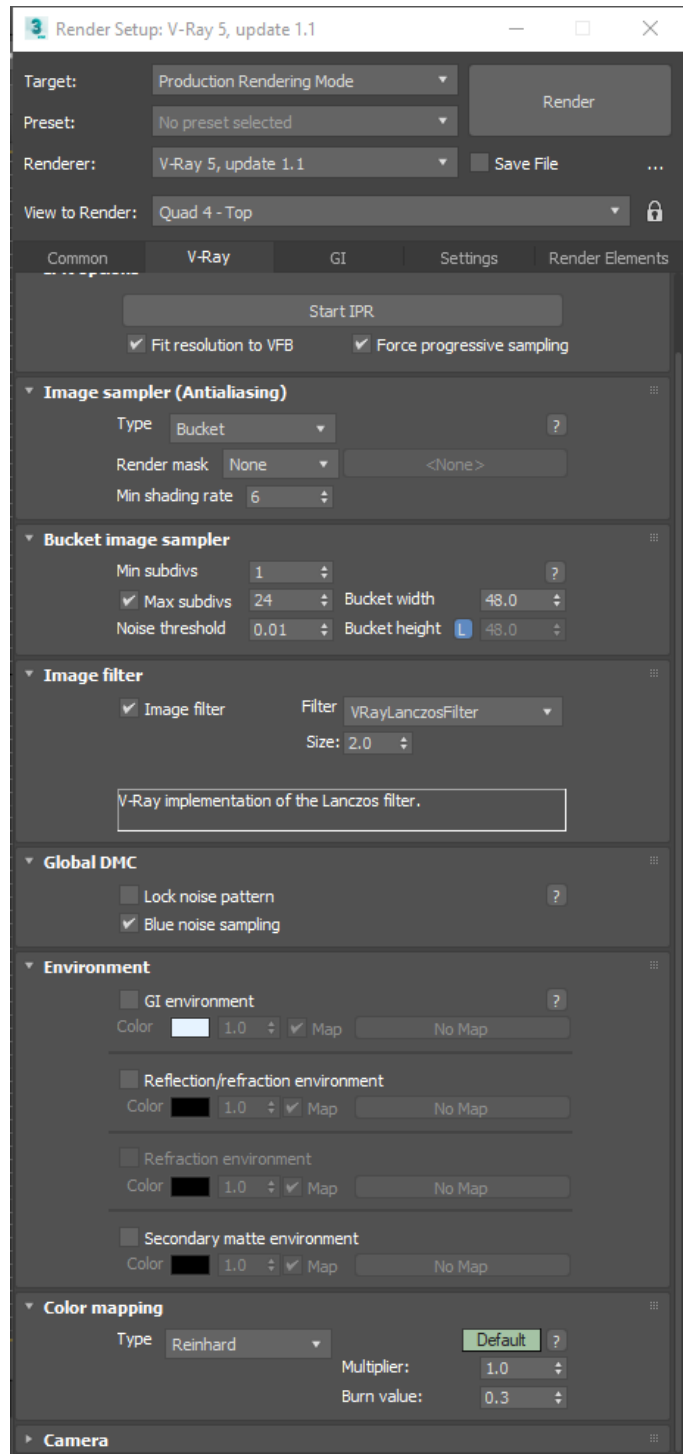 Render Setup: V-Ray 5, update 1.1
Target: Production Rendering Mode
Render
Preset: No preset selected
Renderer: V-Ray 5, update 1.1 Save File ...
View to Render: Quad 4 - Top
Common V-Ray GI Settings Render Elements
Start IPR
Fit resolution to VFB Force progressive sampling
Image sampler (Antialiasing)
Type Bucket ?
Render mask None <None>
Min shading rate 6
Bucket image sampler
Min subdivs 1 ?
Max subdivs 24 Bucket width 48.0
Noise threshold 0.01 Bucket height L 48.0
Image filter
Image filter Filter VRayLanczosFilter
Size: 2.0
V-Ray implementation of the Lanczos filter.
Global DMC
Lock noise pattern ?
Blue noise sampling
Environment
GI environment ?
Color 1.0 Map No Map
Reflection/refraction environment
Color 1.0 Map No Map
Refraction environment
Color 1.0 Map No Map
Secondary matte environment
Color 1.0 Map No Map
Color mapping
Type Reinhard Default ?
Multiplier: 1.0
Burn value: 0.3
Camera